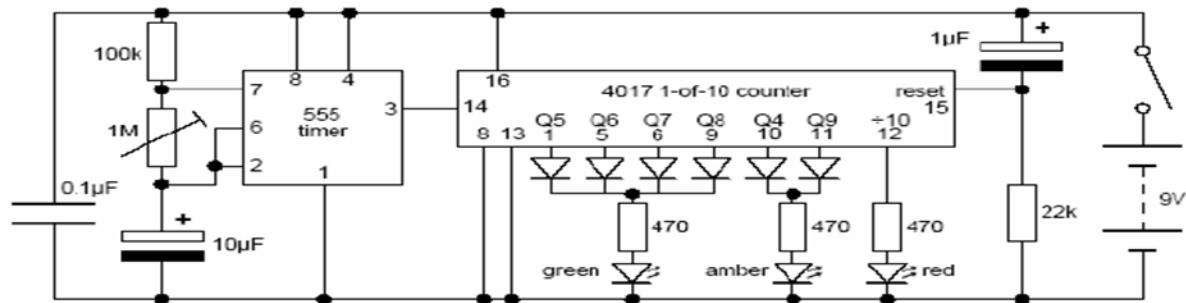 1µF +
100k
8 4 16
7 4017 1-of-10 counter reset
555 3 14 15
1M timer
6 Q5 Q6 Q7 Q8 Q4 Q9 ÷10
8 13 1 5 6 9 10 11 12
2 1
0.1µF
+ 470 470 470 22k 9V
10µF
green amber red